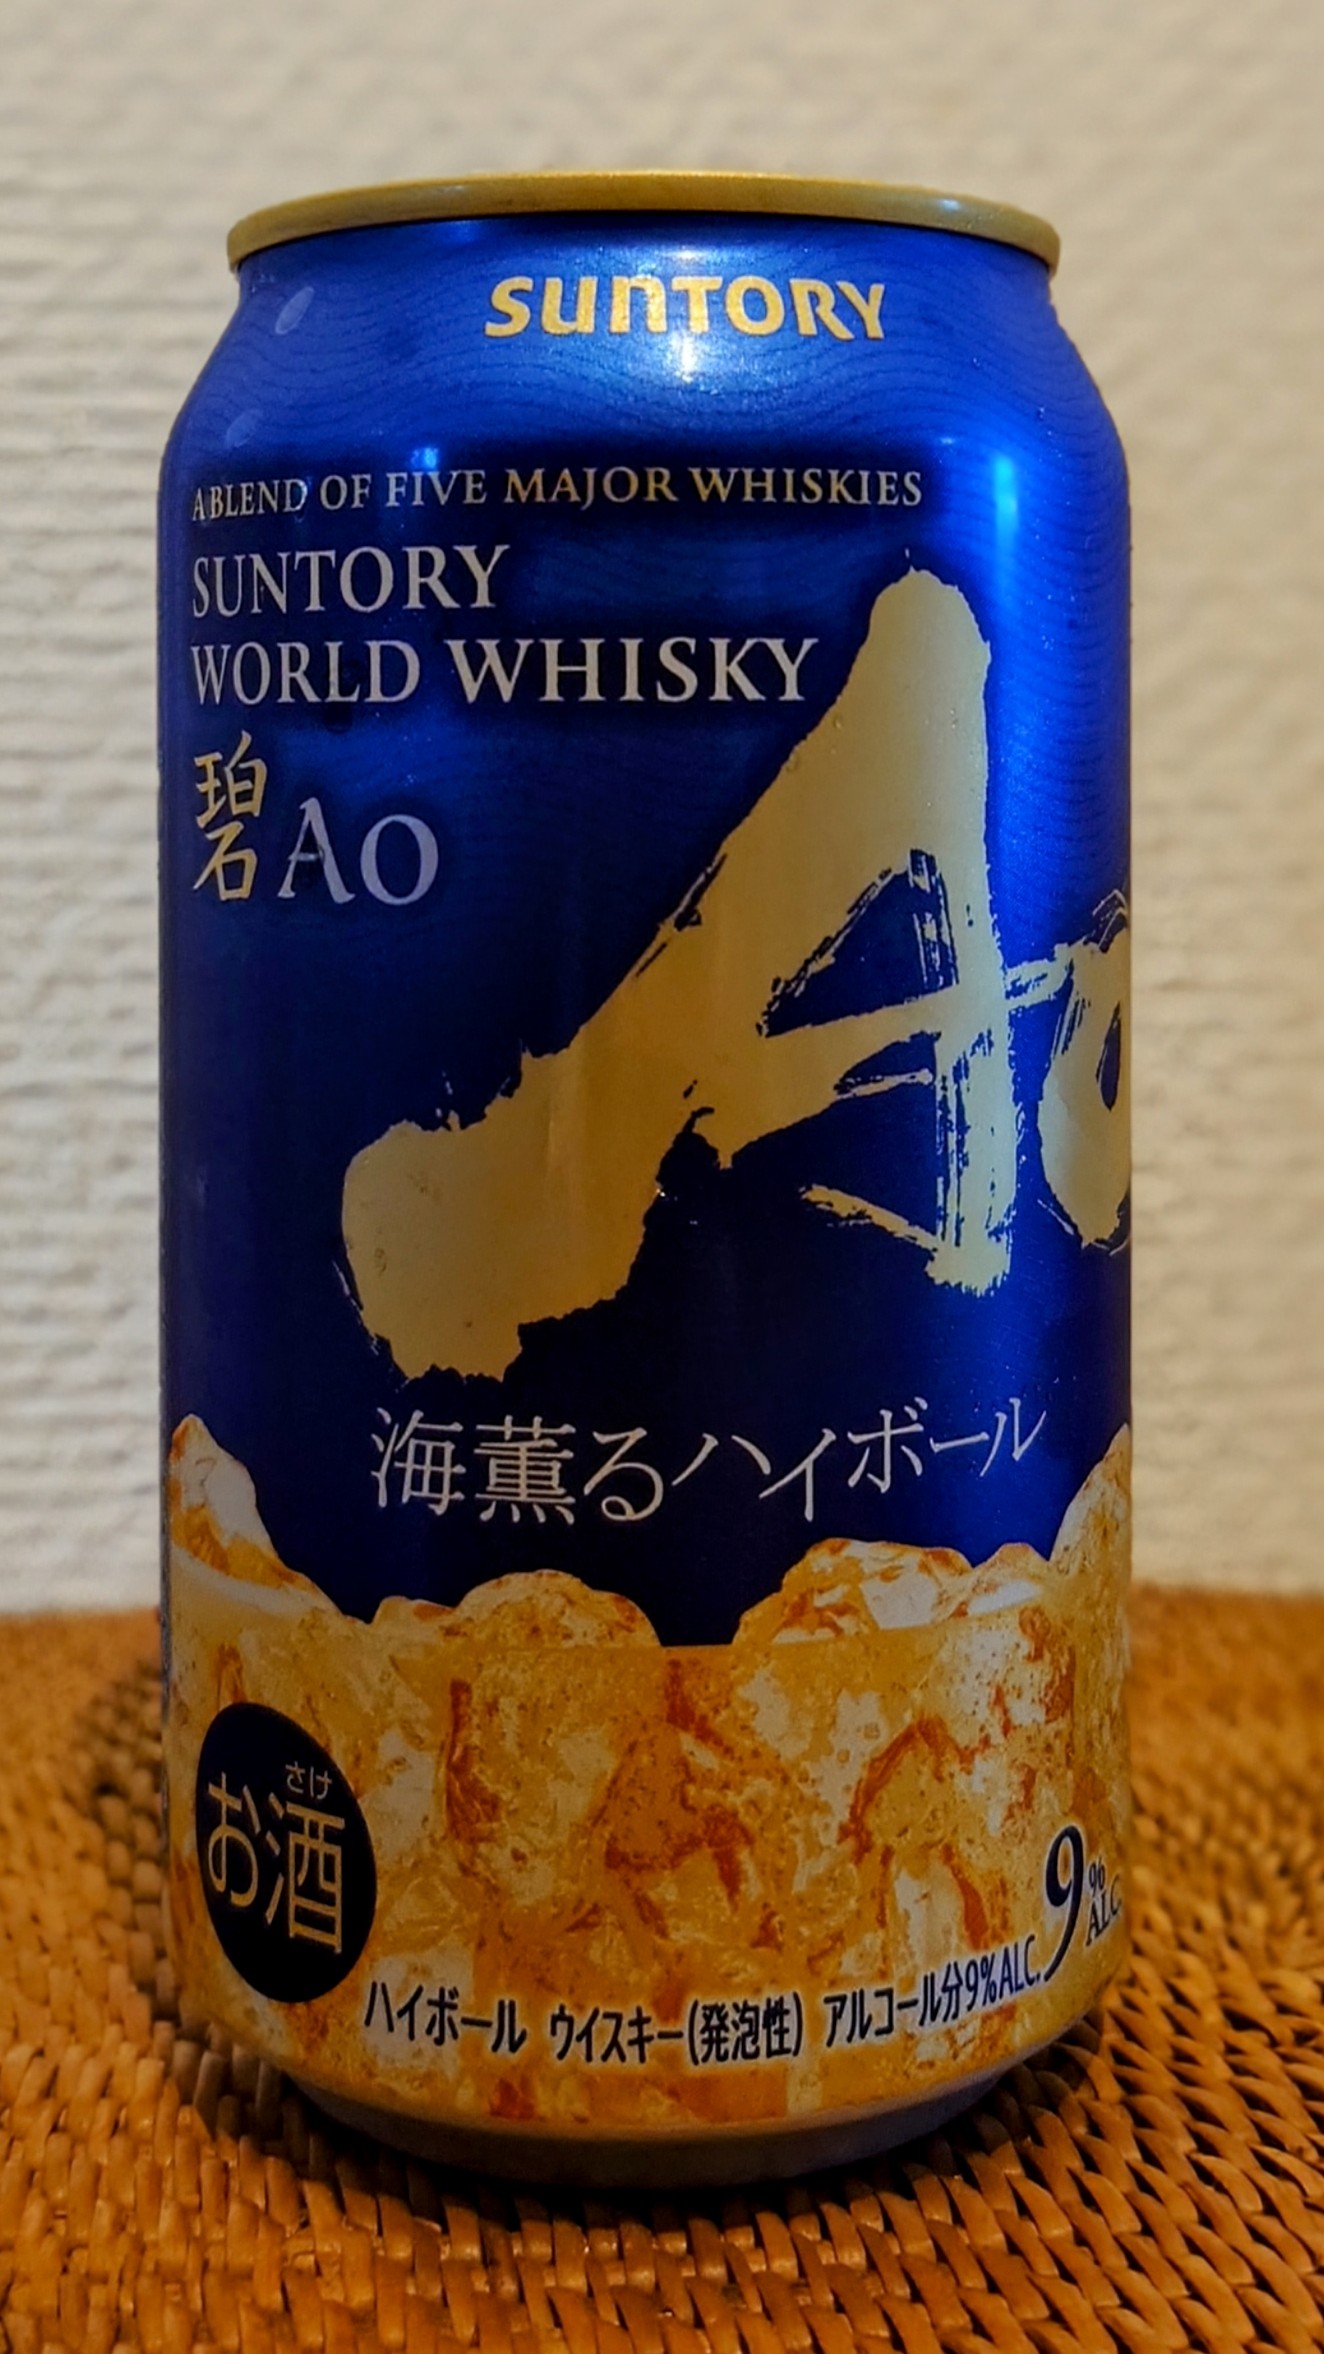 SUNTORY
A BLEND OF FIVE MAJOR WHISKIES
SUNTORY
WORLD WHISKY
碧 AO
Ao
海薫るハイボール
さけ
お酒
9% ALC.
ハイボール ウイスキー(発泡性) アルコール分9%ALC.